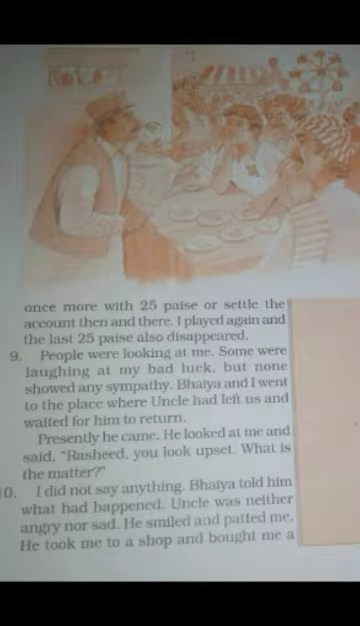 once more with 25 paise or settle the
account then and there. I played again and
the last 25 paise also disappeared.
9. People were looking at me. Some were
laughing at my bad luck, but none
showed any sympathy. Bhaiya and I went
to the place where Uncle had left us and
waited for him to return.
Presently he came. He looked at me and
said, “Rasheed, you look upset. What is
the matter?”
10. I did not say anything. Bhaiya told him
what had happened. Uncle was neither
angry nor sad. He smiled and patted me.
He took me to a shop and bought me a